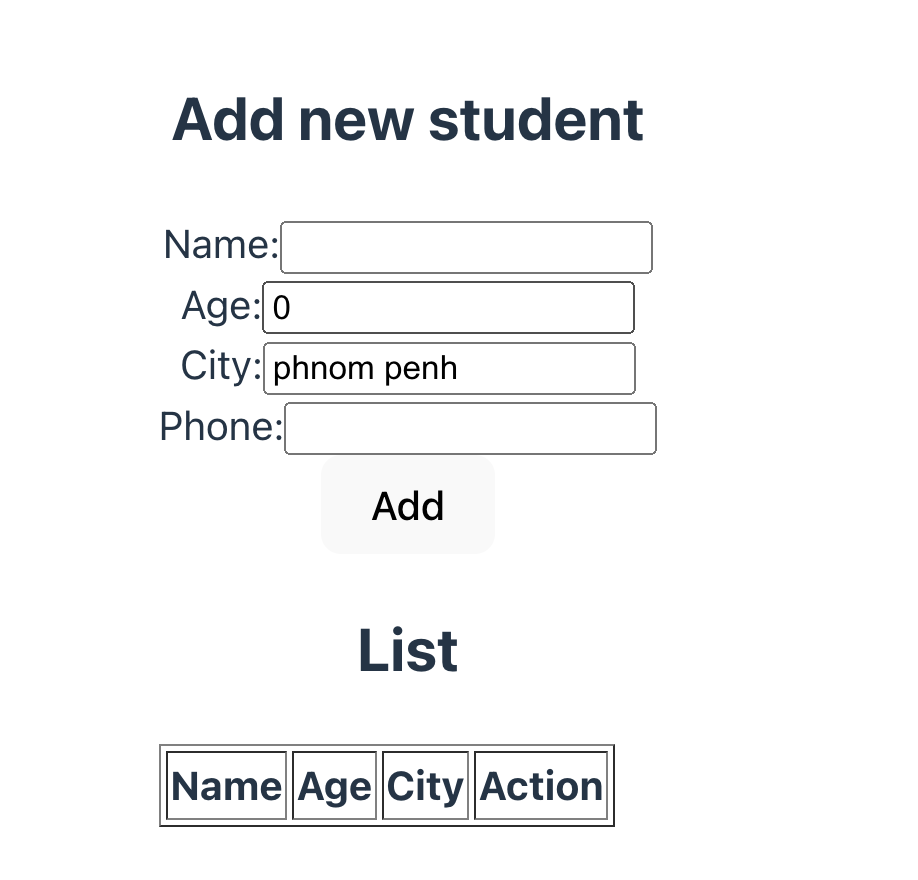 Add new student
Name:
Age: 0
City: phnom penh
Phone:
Add
List
Name Age City Action